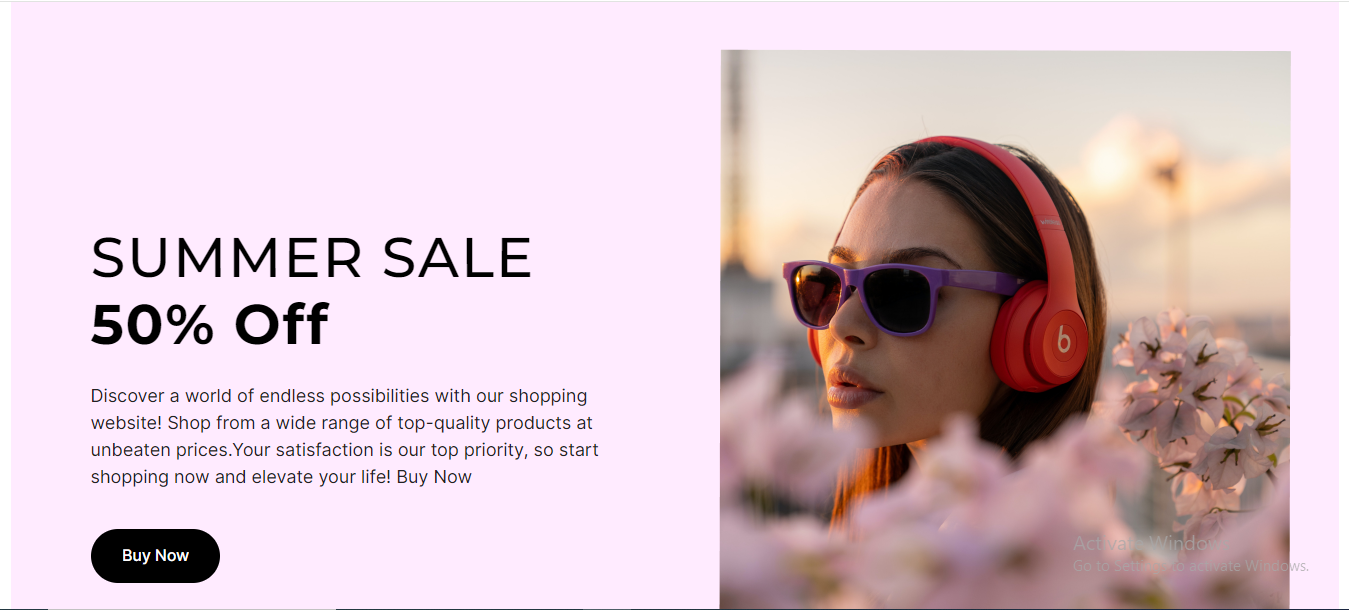 SUMMER SALE
50% Off
Discover a world of endless possibilities with our shopping
website! Shop from a wide range of top-quality products at
unbeaten prices.Your satisfaction is our top priority, so start
shopping now and elevate your life! Buy Now
Buy Now
b
Activate Windows
Go to Settings to activate Windows.